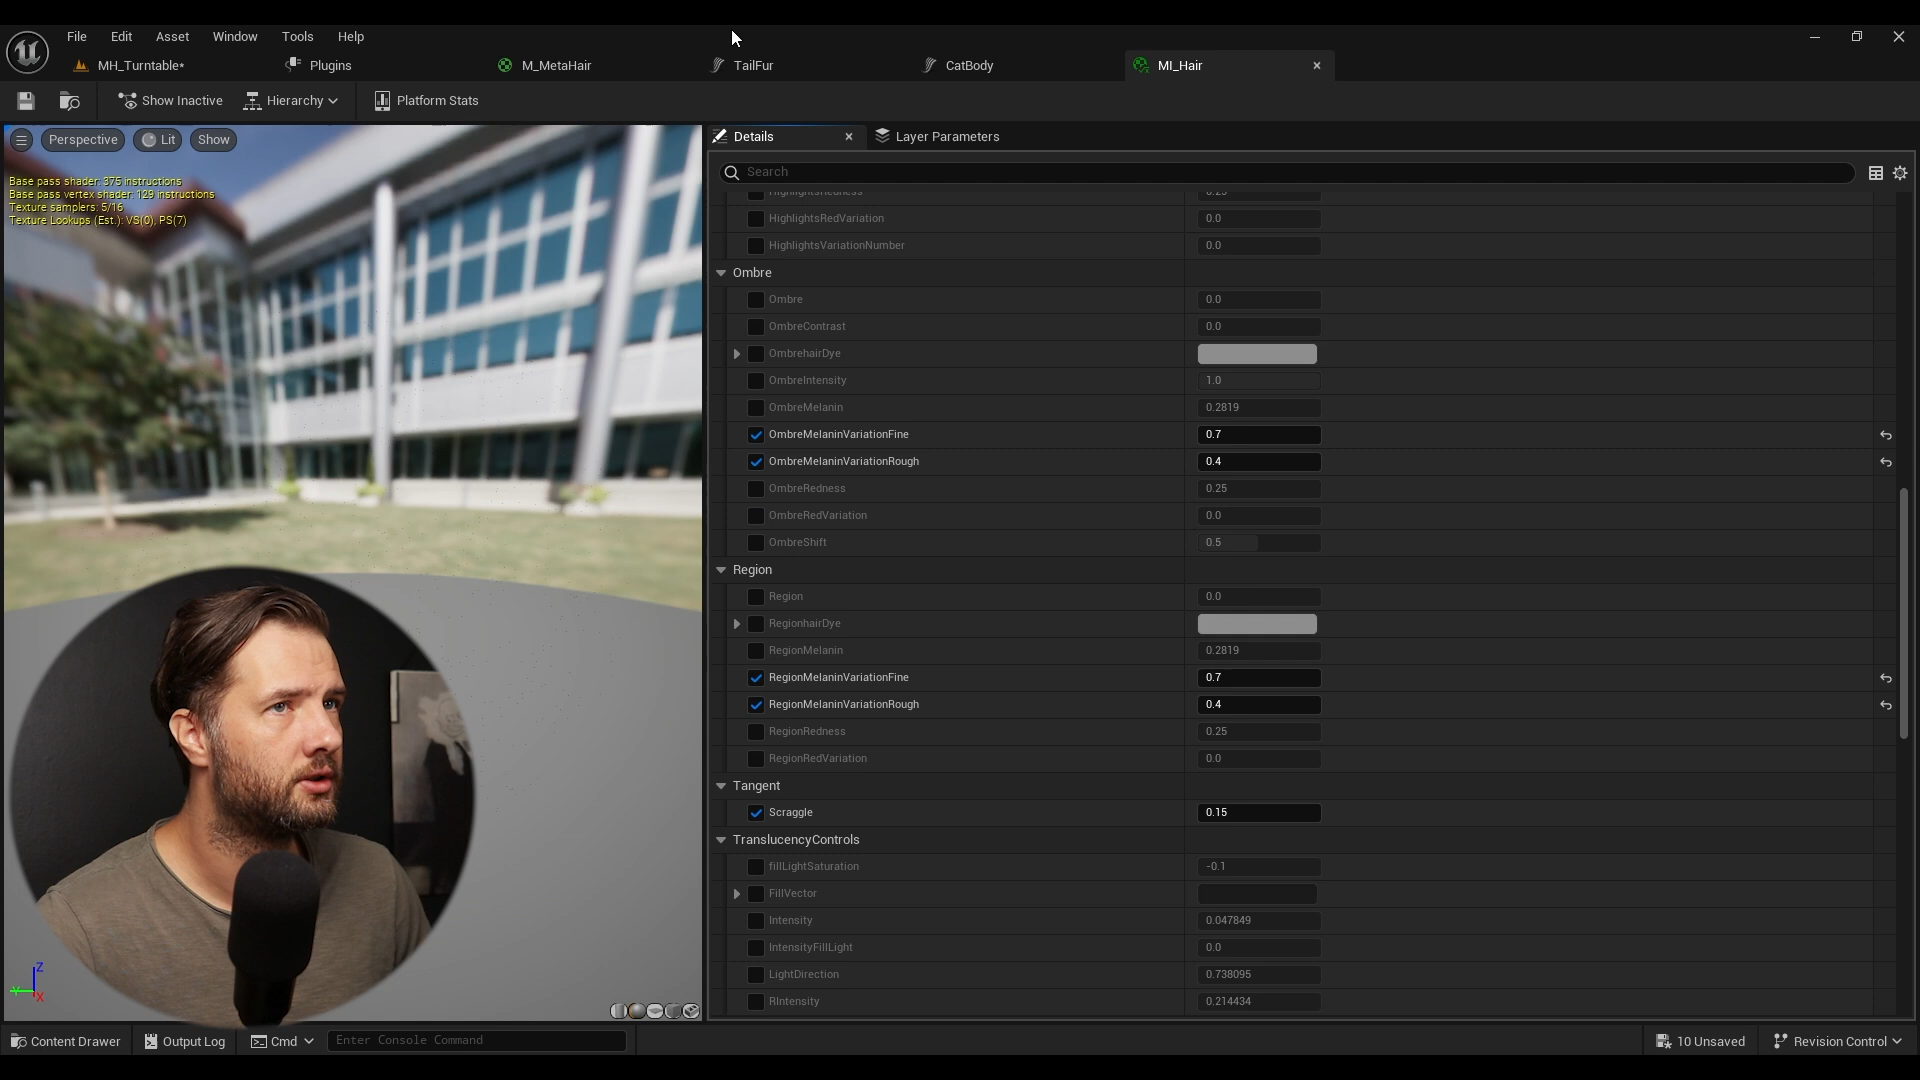 File Edit Asset Window Tools Help
MH_Turntable* Plugins M_MetaHair TailFur CatBody MI_Hair
Show Inactive Hierarchy Platform Stats
Perspective Lit Show
Base pass shader: 375 instructions
Base pass vertex shader: 129 instructions
Texture samplers: 5/16
Texture Lookups (Est.): VS(0), PS(7)
Z
Y
X
Details Layer Parameters
Search
HighlightsRedness 0.25
HighlightsRedVariation 0.0
HighlightsVariationNumber 0.0
Ombre
Ombre 0.0
OmbreContrast 0.0
OmbrehairDye
OmbreIntensity 1.0
OmbreMelanin 0.2819
OmbreMelaninVariationFine 0.7
OmbreMelaninVariationRough 0.4
OmbreRedness 0.25
OmbreRedVariation 0.0
OmbreShift 0.5
Region
Region 0.0
RegionhairDye
RegionMelanin 0.2819
RegionMelaninVariationFine 0.7
RegionMelaninVariationRough 0.4
RegionRedness 0.25
RegionRedVariation 0.0
Tangent
Scraggle 0.15
TranslucencyControls
fillLightSaturation -0.1
FillVector
Intensity 0.047849
IntensityFillLight 0.0
LightDirection 0.738095
RIntensity 0.214434
Content Drawer Output Log Cmd Enter Console Command 10 Unsaved Revision Control